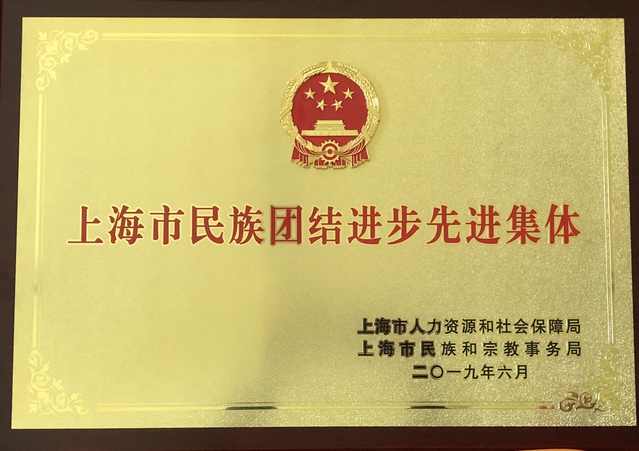 上海市民族团结进步先进集体
上海市人力资源和社会保障局
上海市民族和宗教事务局
二〇一九年六月